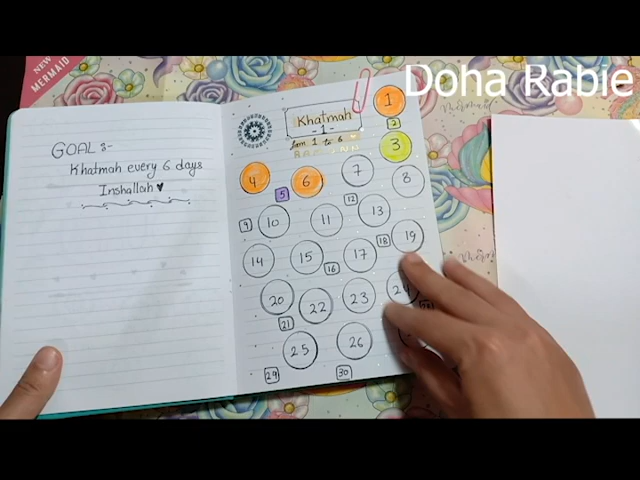 NEW
MERMAID
Doha Rabie
GOAL :-
Khatmah every 6 days
Inshallah ♥
Khatmah
- 1 -
1 to 6
RAMADAN
1
2
3
4
5
6
7
8
9
10
11
12
13
14
15
16
17
18
19
20
21
22
23
24
25
26
29
30